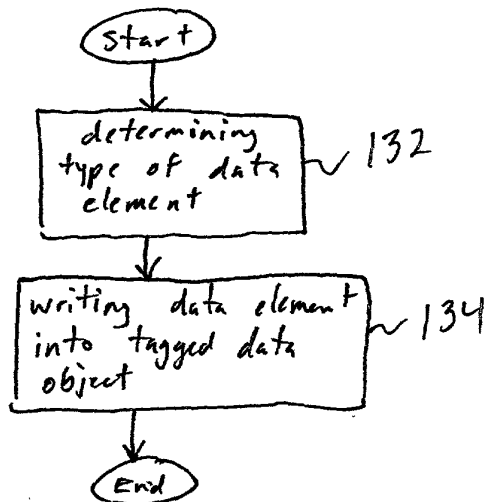 start
determining
type of data
element
132
writing data element
into tagged data
object
134
End